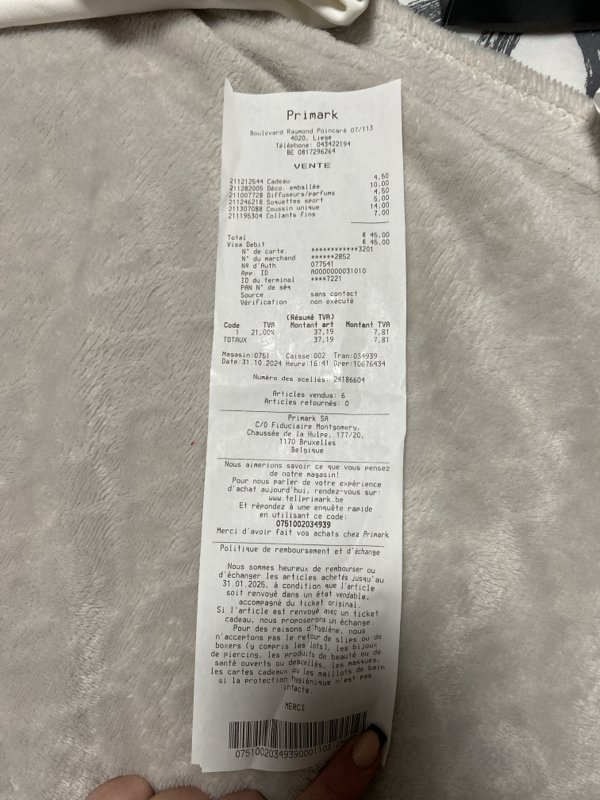 Primark
Boulevard Raymond Poincaré 07/113
4020, Liege
Téléphone: 043422194
BE 0817296264
VENTE
211212544 Cadeau 4,50
211282005 Déco. emballée 10,00
211007728 Diffuseurs/parfums 4,50
211246218 Soquettes sport 5,00
211307088 Coussin unique 14,00
211195304 Collants fins 7,00
Total € 45,00
Visa Debit € 45,00
N° de carte ************3201
N° du marchand ******2852
Nº d'Auth 077541
App. ID A0000000031010
ID du terminal ****7221
PAN N° de séq
Source sans contact
Vérification non exécuté
(Résumé TVA)
Code TVA Montant art Montant TVA
1 21,00% 37,19 7,81
TOTAUX 37,19 7,81
Magasin:0751 Caisse:002 Tran:034939
Date:31.10.2024 Heure:16:41 Oper:10676434
Numéro des scellés: 24186604
Articles vendus: 6
Articles retournés: 0
Primark SA
C/O Fiduciaire Montgomery,
Chaussée de la Hulpe, 177/20,
1170 Bruxelles
Belgique
Nous aimerions savoir ce que vous pensez
de notre magasin!
Pour nous parler de votre expérience
d'achat aujourd'hui, rendez-vous sur:
www.tellprimark.be
Et répondez à une enquête rapide
en utilisant ce code:
0751002034939
Merci d'avoir fait vos achats chez Primark
Politique de remboursement et d'échange
Nous sommes heureux de rembourser ou
d'échanger les articles achetés jusqu'au
31.01.2025, à condition que l'article
soit renvoyé dans un état vendable,
accompagné du ticket original.
Si l'article est renvoyé avec un ticket
cadeau, nous proposerons un échange.
Pour des raisons d'hygiène, nous
n'acceptons pas le retour de slips ou de
boxers (y compris les lots), les bijoux
de piercing, les produits de beauté ou de
santé ouverts ou descellés, les masques,
les cartes cadeaux ou les maillots de bain
si la protection hygiénique n'est pas
intacte.
MERCI